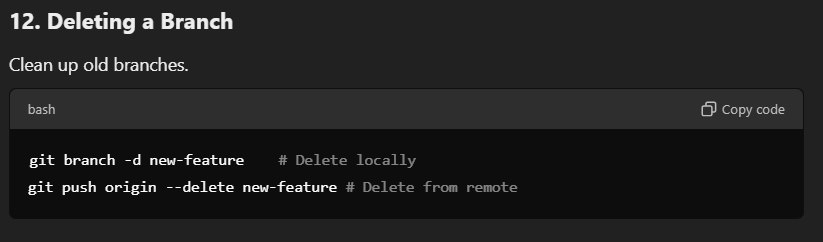 12. Deleting a Branch
Clean up old branches.
bash
Copy code
git branch -d new-feature    # Delete locally
git push origin --delete new-feature # Delete from remote